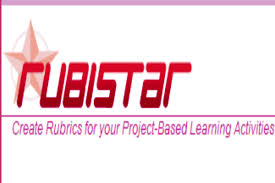 RUBISTAR
Create Rubrics for your Project-Based Learning Activities